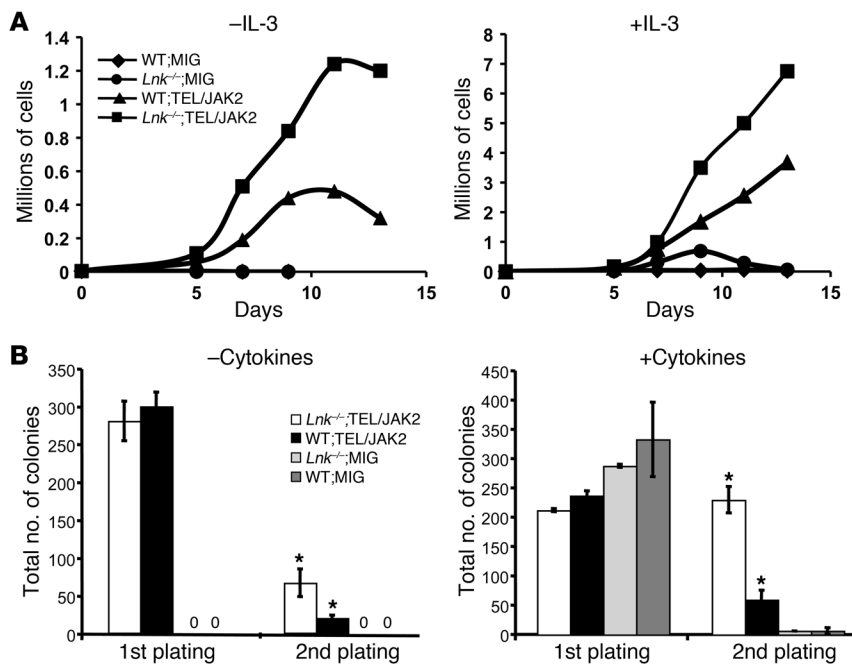 A
–IL-3
Millions of cells
1.4
1.2
1
0.8
0.6
0.4
0.2
0
0
5
10
15
Days
WT;MIG
Lnk–/–;MIG
WT;TEL/JAK2
Lnk–/–;TEL/JAK2
+IL-3
Millions of cells
8
7
6
5
4
3
2
1
0
0
5
10
15
Days
B
–Cytokines
Total no. of colonies
350
300
250
200
150
100
50
0
Lnk–/–;TEL/JAK2
WT;TEL/JAK2
Lnk–/–;MIG
WT;MIG
0 0
*
*
0 0
1st plating
2nd plating
+Cytokines
Total no. of colonies
450
400
350
300
250
200
150
100
50
0
*
*
1st plating
2nd plating